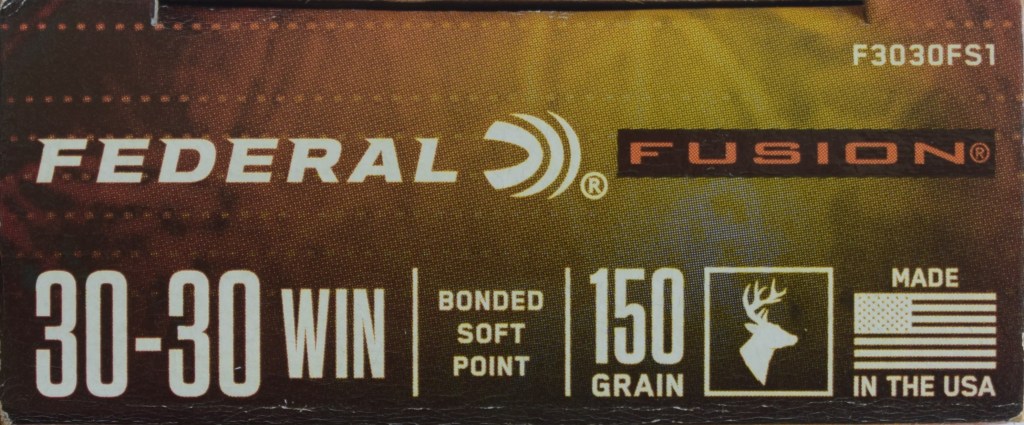 F3030FS1
FEDERAL® FUSION®
30-30 WIN
BONDED
SOFT
POINT
150
GRAIN
MADE
IN THE USA